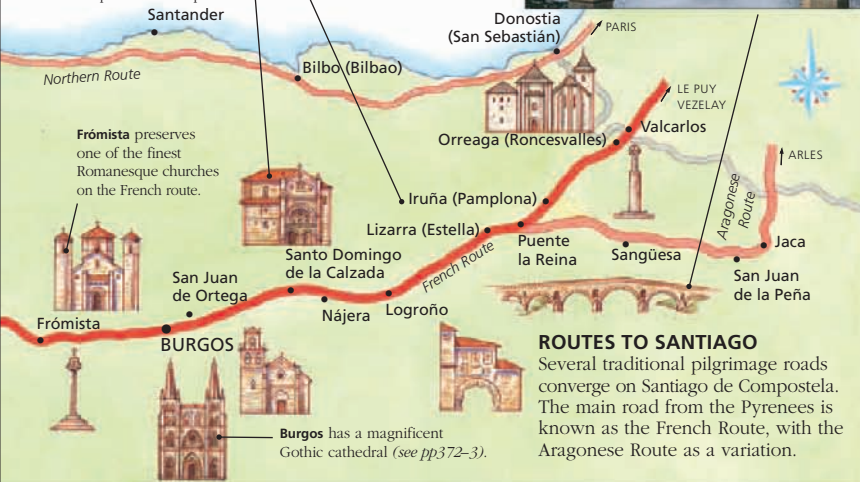 Santander
Donostia
(San Sebastián)
PARIS
Bilbo (Bilbao)
Northern Route
LE PUY
VEZELAY
Valcarlos
Orreaga (Roncesvalles)
ARLES
Frómista preserves
one of the finest
Romanesque churches
on the French route.
Aragonese
Route
Iruña (Pamplona)
Lizarra (Estella)
Puente
la Reina
Sangüesa
Jaca
San Juan
de la Peña
French Route
Santo Domingo
de la Calzada
San Juan
de Ortega
Nájera
Logroño
Frómista
BURGOS
ROUTES TO SANTIAGO
Several traditional pilgrimage roads
converge on Santiago de Compostela.
The main road from the Pyrenees is
known as the French Route, with the
Aragonese Route as a variation.
Burgos has a magnificent
Gothic cathedral (see pp372–3).